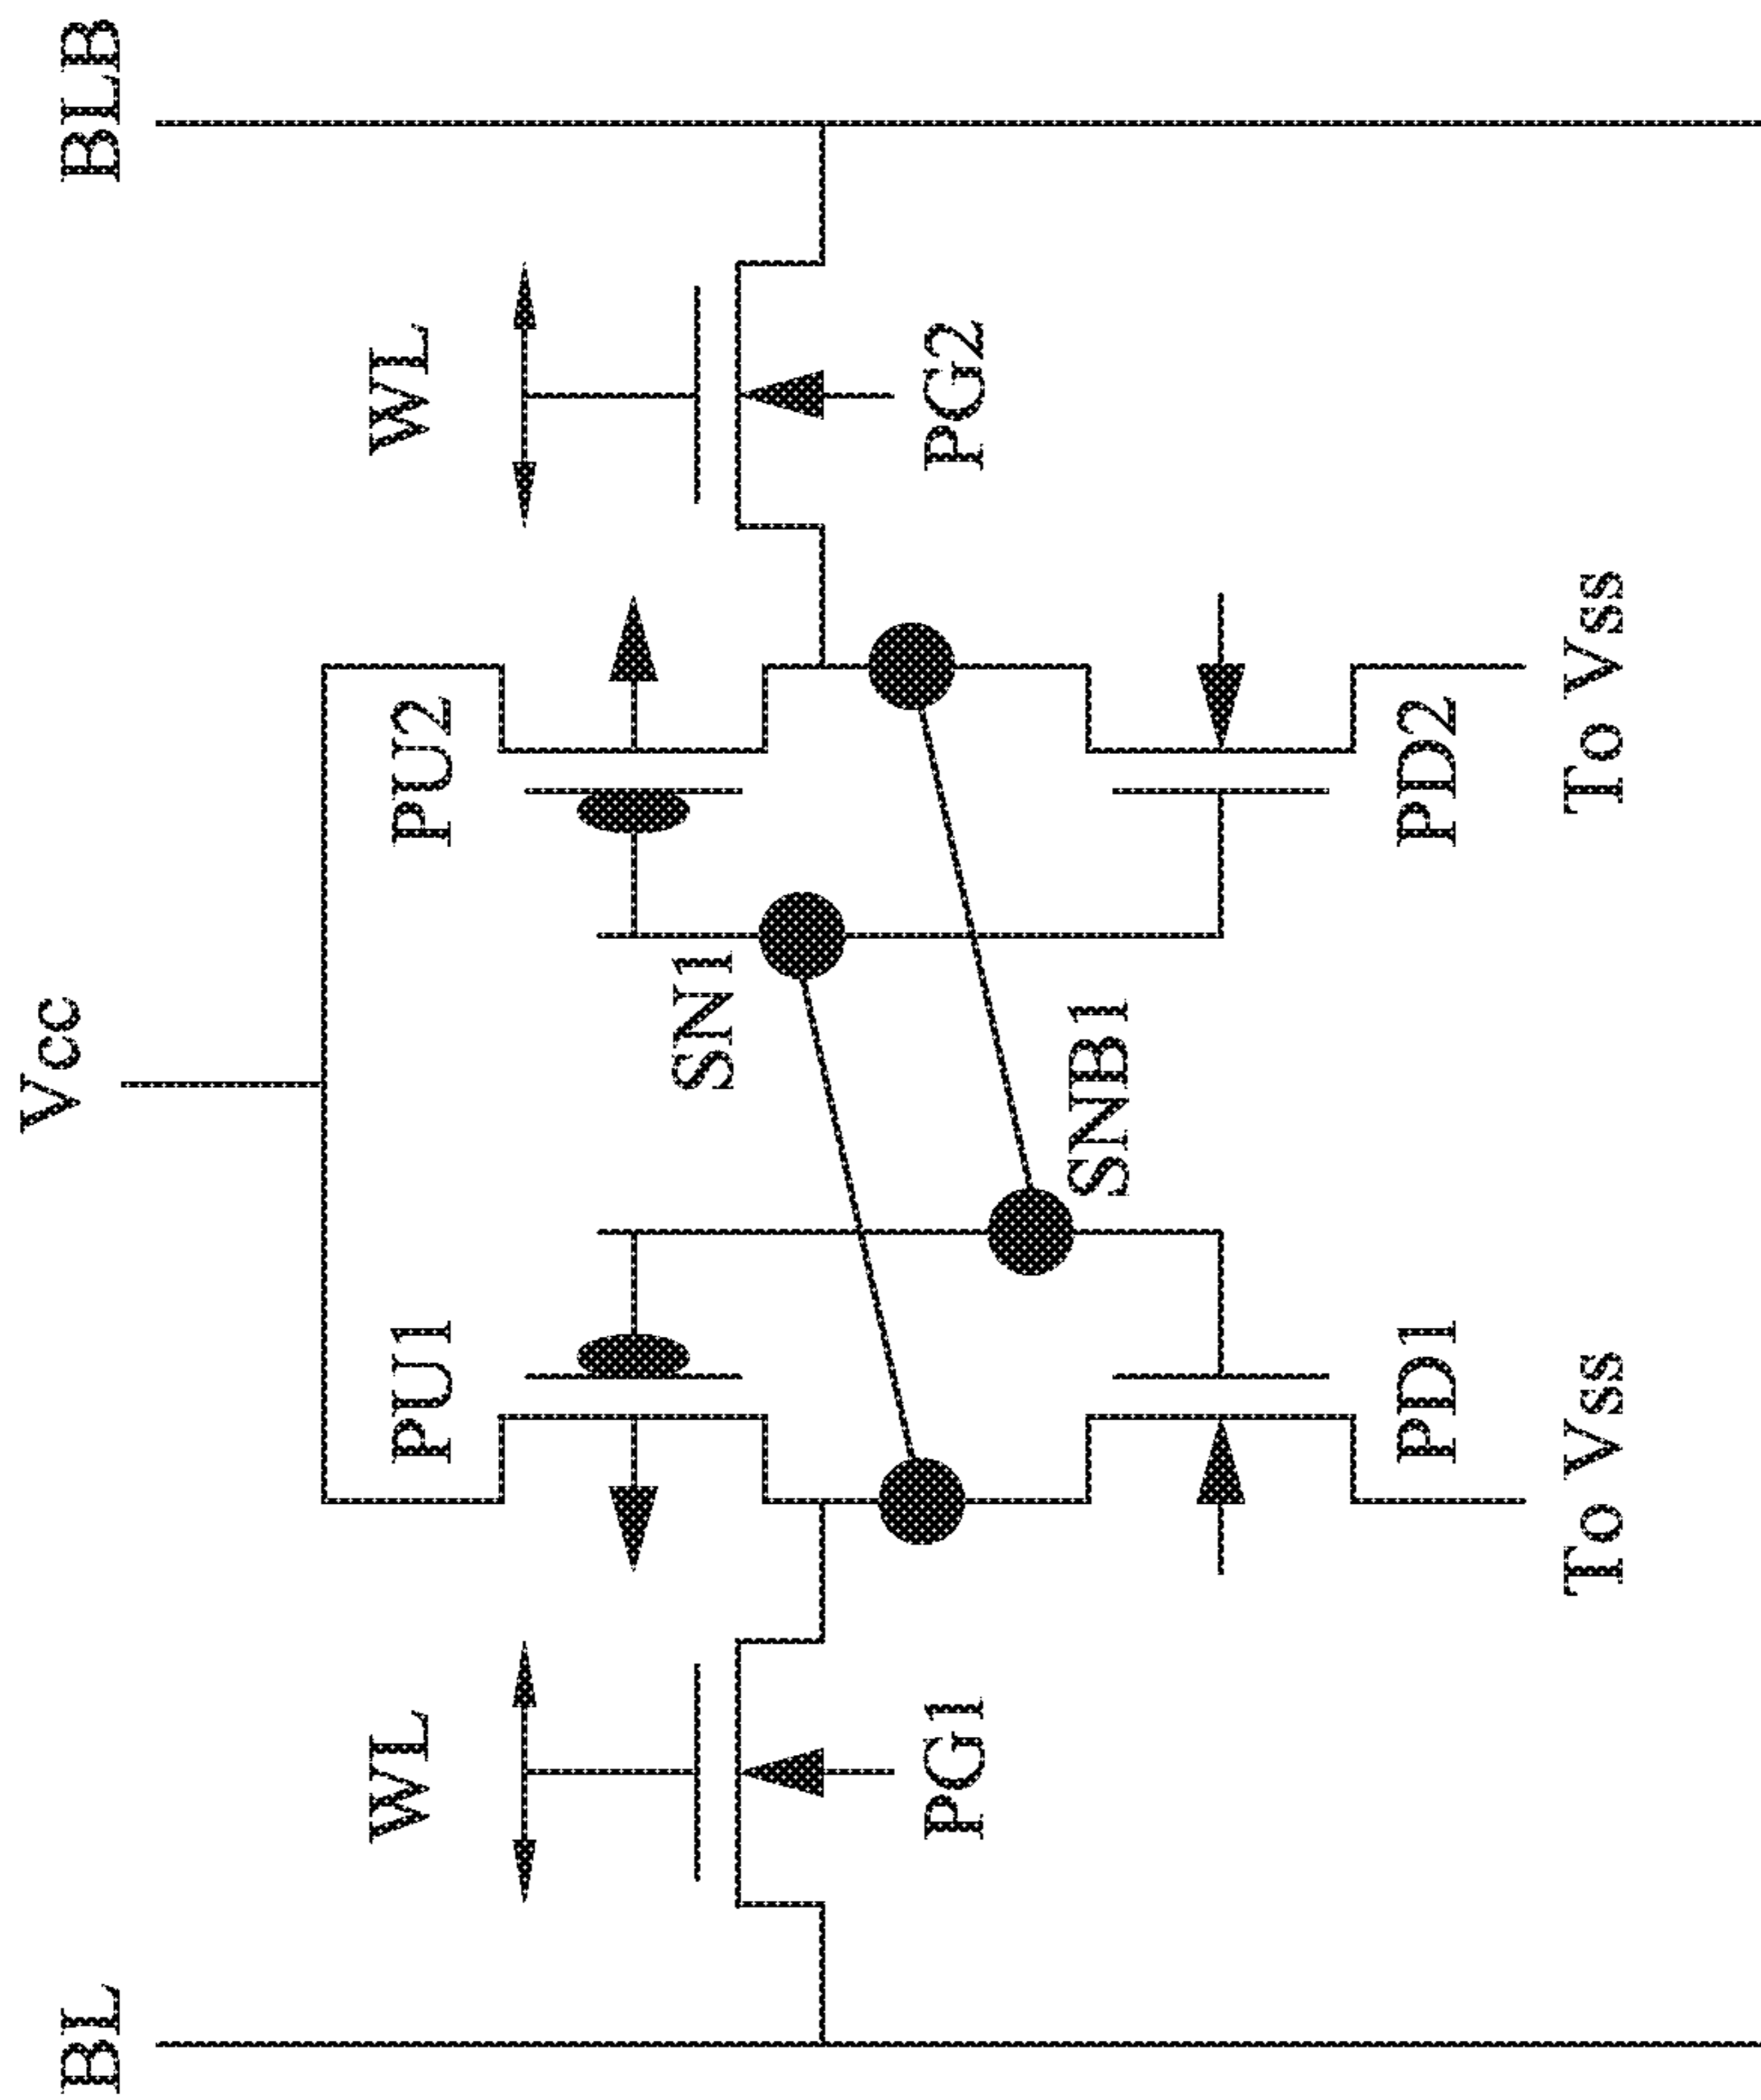 Vcc
BL
BLB
WL
PU1
PU2
WL
SN1
PG1
SNB1
PG2
PD1
PD2
To Vss
To Vss